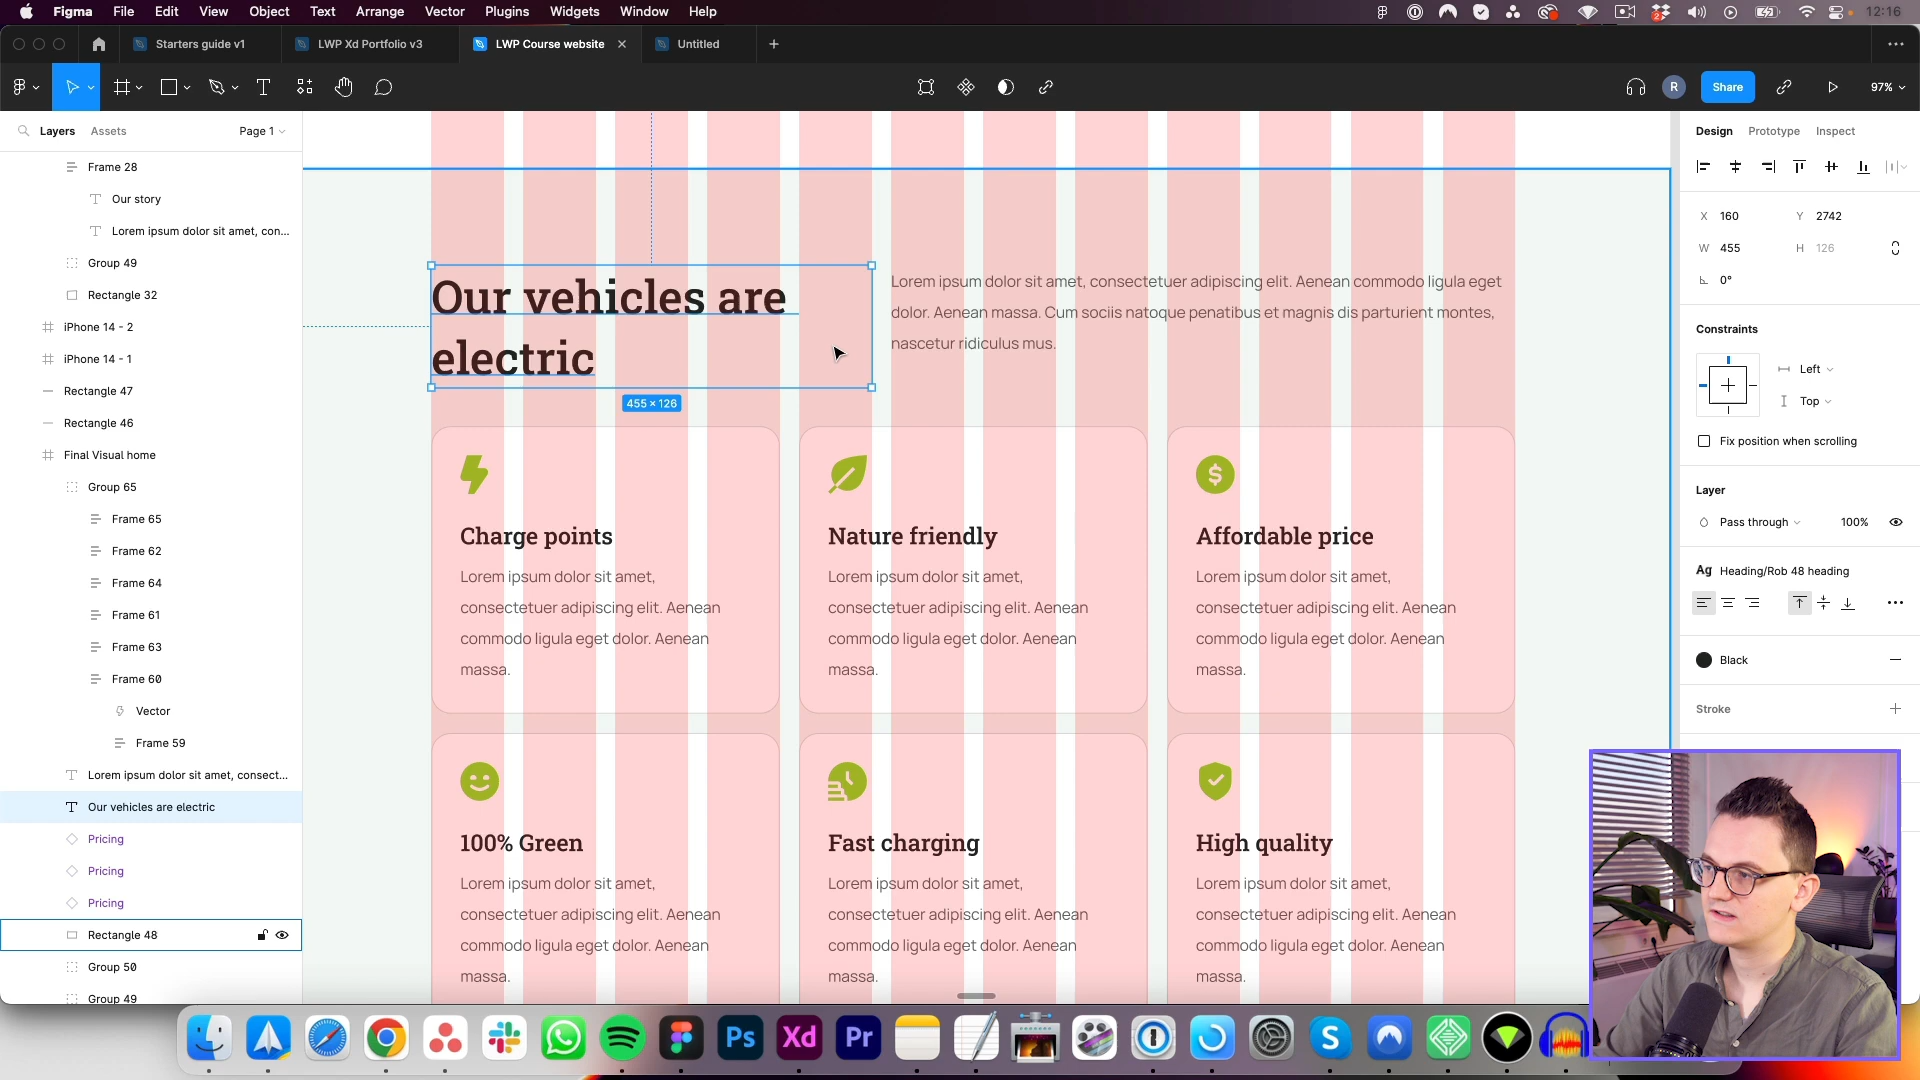 Figma File Edit View Object Text Arrange Vector Plugins Widgets Window Help 12:16
Starters guide v1 LWP Xd Portfolio v3 LWP Course website Untitled
R Share 97%
Layers Assets Page 1
Frame 28
Our story
Lorem ipsum dolor sit amet, con...
Group 49
Rectangle 32
iPhone 14 - 2
iPhone 14 - 1
Rectangle 47
Rectangle 46
Final Visual home
Group 65
Frame 65
Frame 62
Frame 64
Frame 61
Frame 63
Frame 60
Vector
Frame 59
Lorem ipsum dolor sit amet, consect...
Our vehicles are electric
Pricing
Pricing
Pricing
Rectangle 48
Group 50
Group 49
Our vehicles are
electric
455 × 126
Lorem ipsum dolor sit amet, consectetuer adipiscing elit. Aenean commodo ligula eget
dolor. Aenean massa. Cum sociis natoque penatibus et magnis dis parturient montes,
nascetur ridiculus mus.
Charge points
Lorem ipsum dolor sit amet,
consectetuer adipiscing elit. Aenean
commodo ligula eget dolor. Aenean
massa.
Nature friendly
Lorem ipsum dolor sit amet,
consectetuer adipiscing elit. Aenean
commodo ligula eget dolor. Aenean
massa.
Affordable price
Lorem ipsum dolor sit amet,
consectetuer adipiscing elit. Aenean
commodo ligula eget dolor. Aenean
massa.
100% Green
Lorem ipsum dolor sit amet,
consectetuer adipiscing elit. Aenean
commodo ligula eget dolor. Aenean
massa.
Fast charging
Lorem ipsum dolor sit amet,
consectetuer adipiscing elit. Aenean
commodo ligula eget dolor. Aenean
massa.
High quality
Lorem ipsum dolor sit amet,
consectetuer adipiscing elit. Aenean
commodo ligula eget dolor. Aenean
massa.
Design Prototype Inspect
X 160 Y 2742
W 455 H 126
0°
Constraints
Left
Top
Fix position when scrolling
Layer
Pass through 100%
Ag Heading/Rob 48 heading
Black
Stroke
Ps Xd Pr